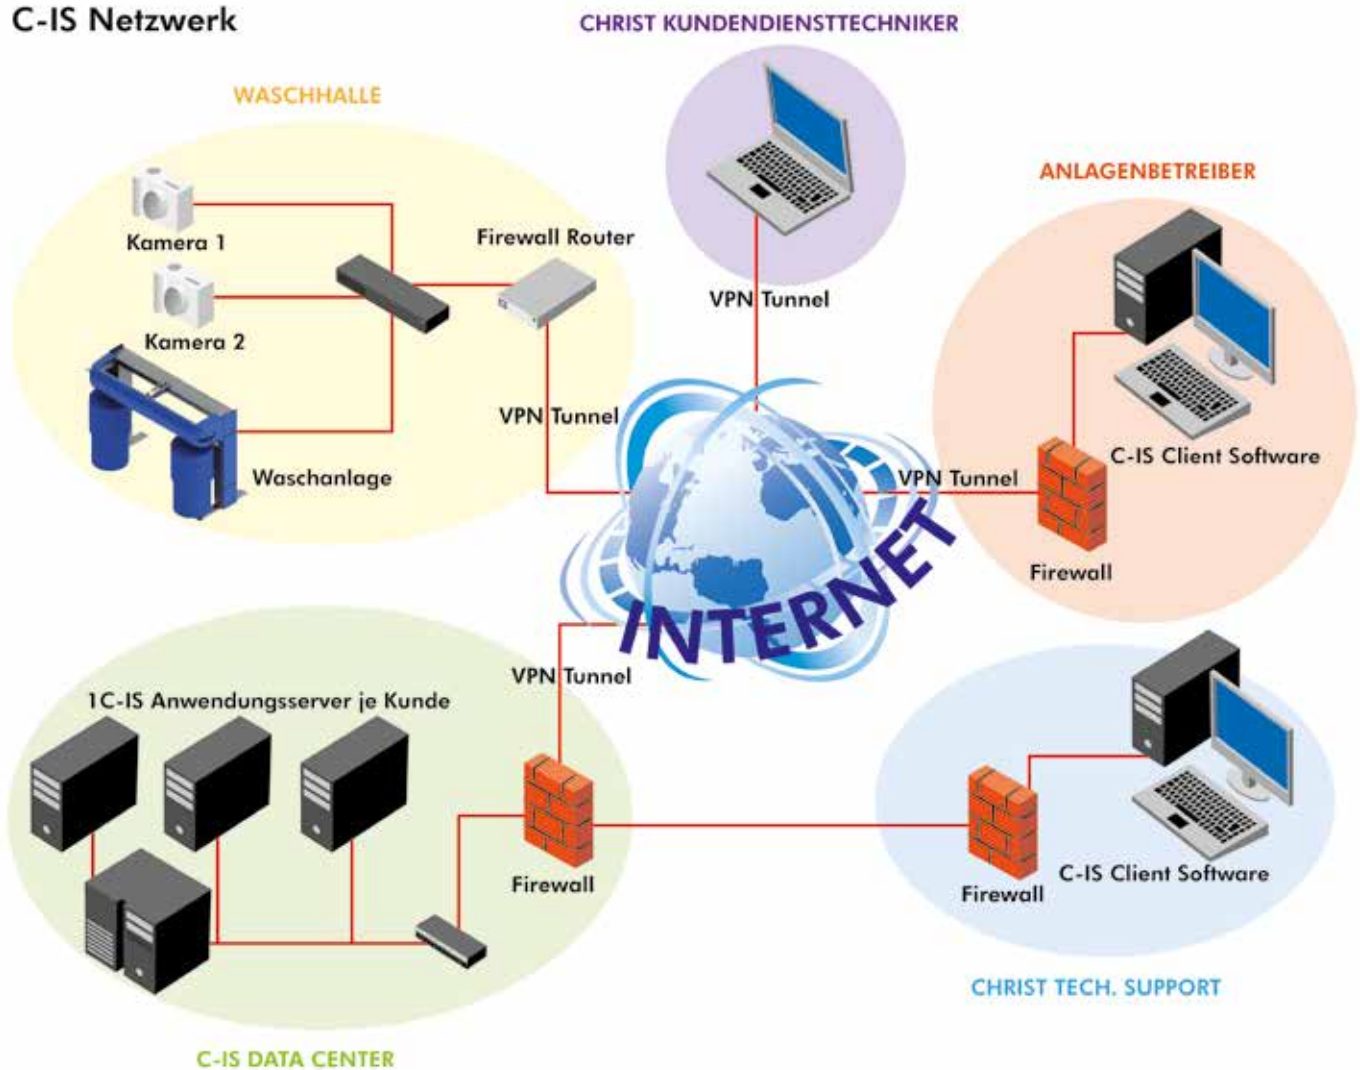 C-IS Netzwerk
CHRIST KUNDENDIENSTTECHNIKER
WASCHHALLE
ANLAGENBETREIBER
Kamera 1
Firewall Router
Kamera 2
VPN Tunnel
VPN Tunnel
Waschanlage
VPN Tunnel
C-IS Client Software
Firewall
INTERNET
VPN Tunnel
1C-IS Anwendungsserver je Kunde
Firewall
C-IS Client Software
Firewall
CHRIST TECH. SUPPORT
C-IS DATA CENTER